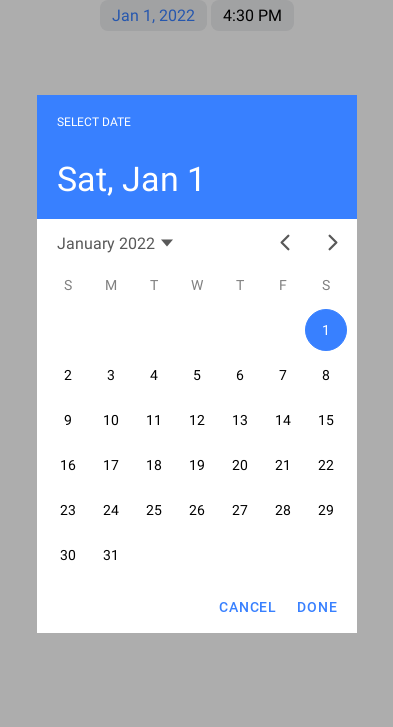 Jan 1, 2022 4:30 PM
SELECT DATE
Sat, Jan 1
January 2022
S M T W T F S
1
2 3 4 5 6 7 8
9 10 11 12 13 14 15
16 17 18 19 20 21 22
23 24 25 26 27 28 29
30 31
CANCEL DONE